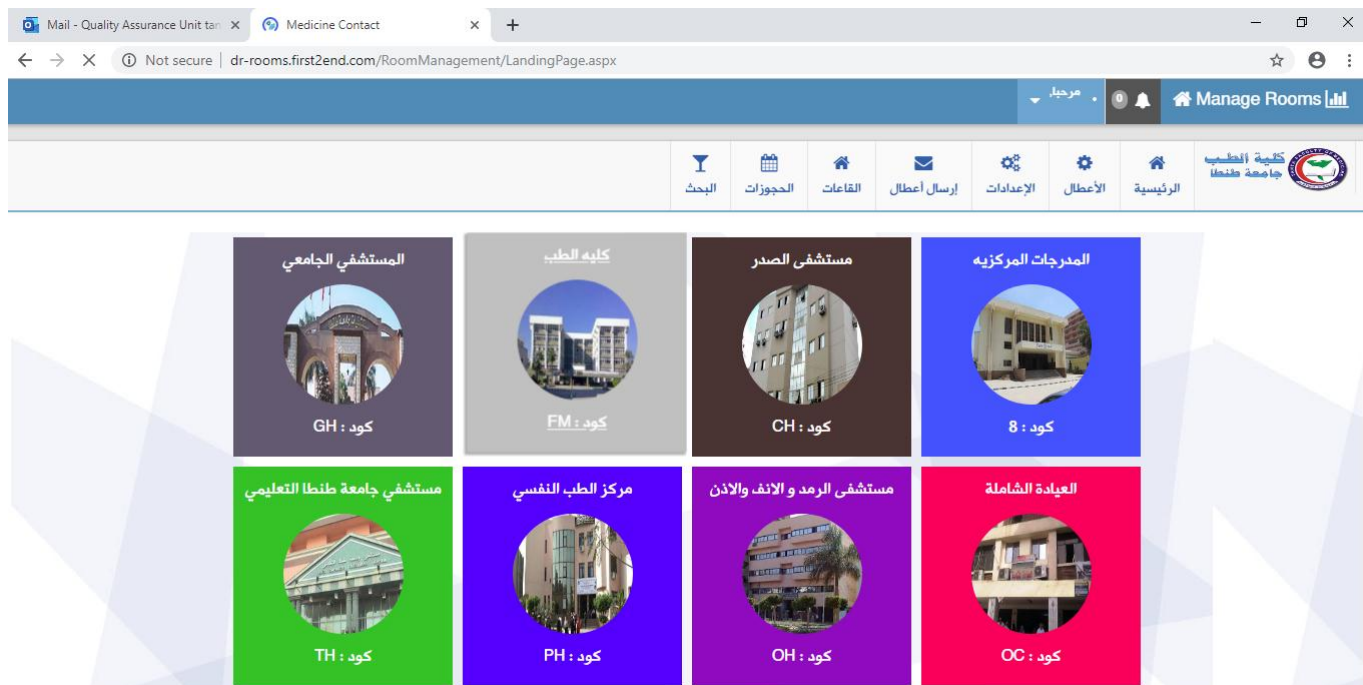 Mail - Quality Assurance Unit tan
Medicine Contact
Not secure | dr-rooms.first2end.com/RoomManagement/LandingPage.aspx
Manage Rooms
0
مرحبا,
كلية الطب
جامعة طنطا
الرئيسية
الأعطال
الإعدادات
إرسال أعطال
القاعات
الحجوزات
البحث
المدرجات المركزيه
كود : 8
مستشفى الصدر
كود : CH
كليه الطب
كود : FM
المستشفي الجامعي
كود : GH
العيادة الشاملة
كود : OC
مستشفى الرمد و الانف والاذن
كود : OH
مركز الطب النفسي
كود : PH
مستشفي جامعة طنطا التعليمي
كود : TH